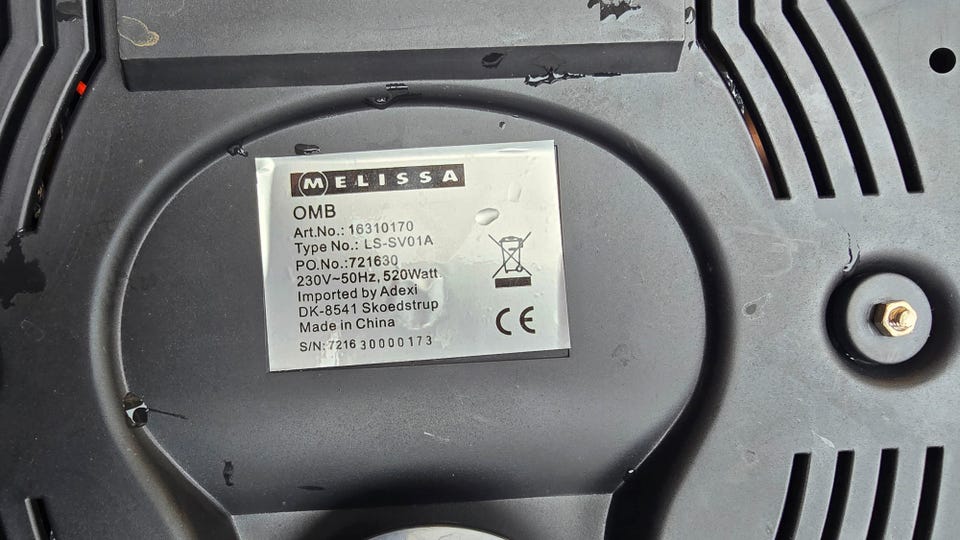 MELISSA
OMB
Art.No.: 16310170
Type No.: LS-SV01A
PO.No.:721630
230V~50Hz, 520Watt.
Imported by Adexi
DK-8541 Skoedstrup
Made in China
S/N: 7216 30000173
CE